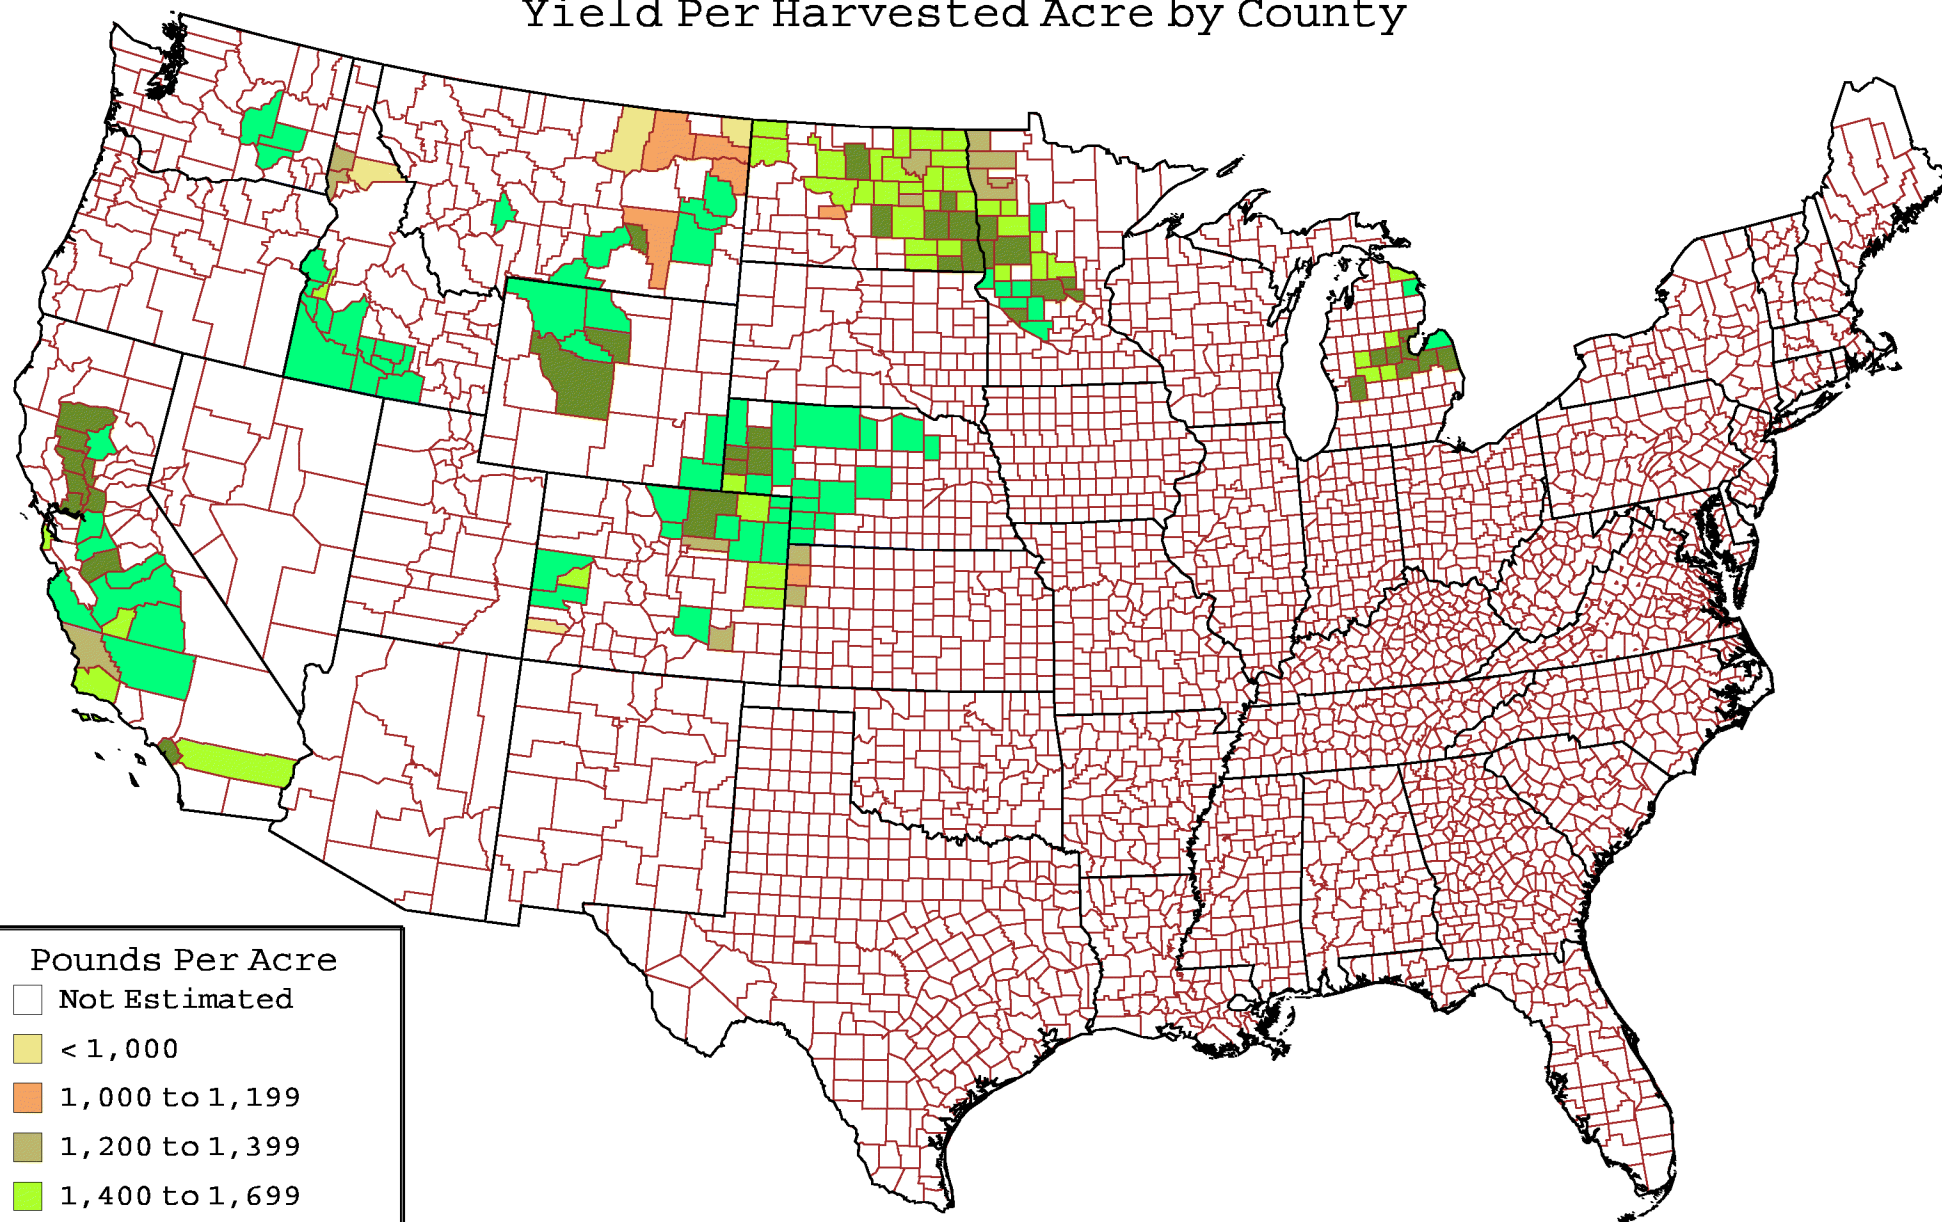 Yield Per Harvested Acre by County
Pounds Per Acre
Not Estimated
< 1,000
1,000 to 1,199
1,200 to 1,399
1,400 to 1,699